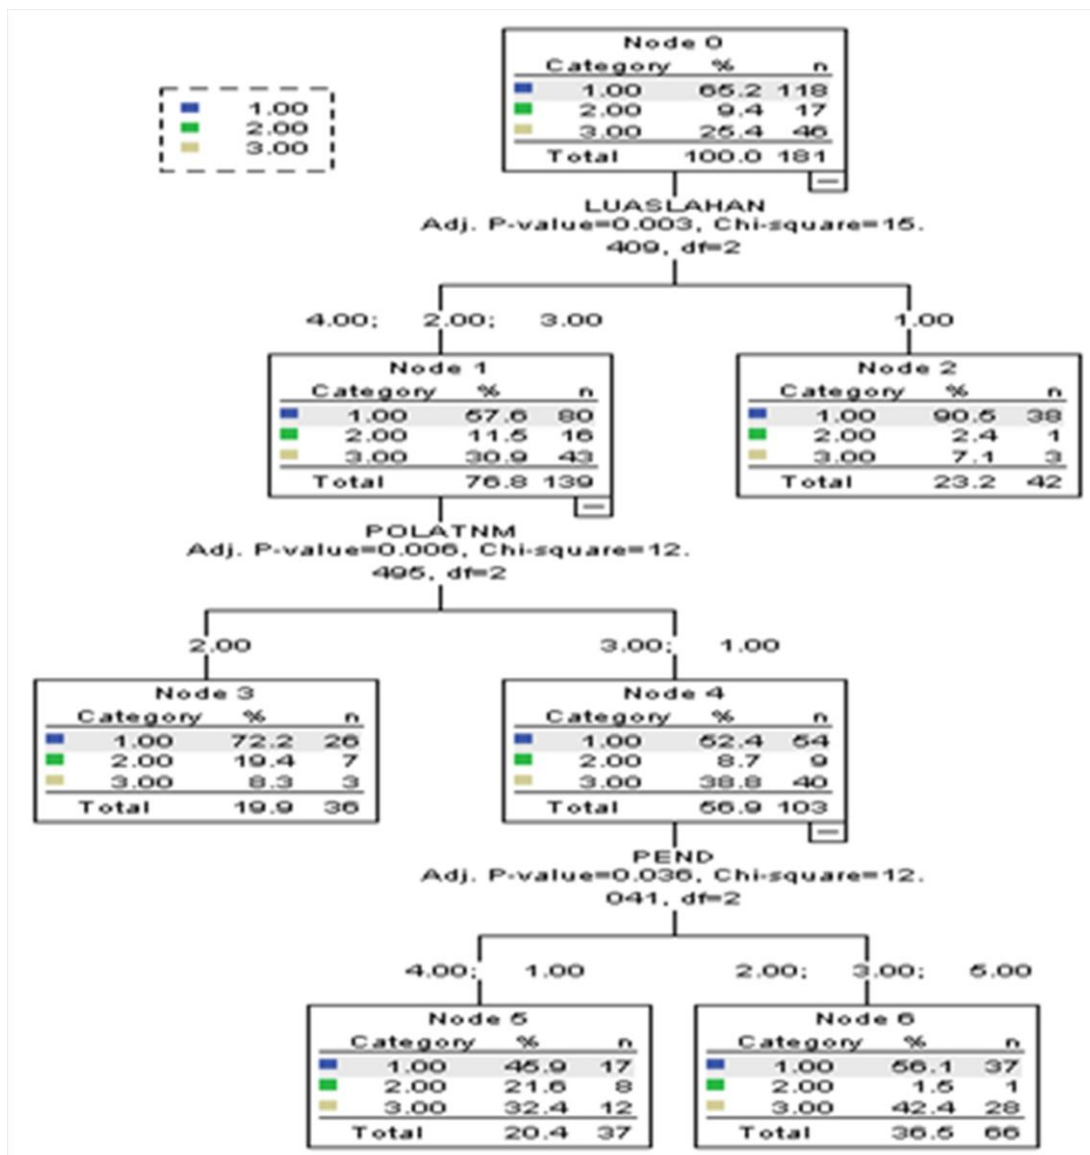 1.00
2.00
3.00
Node 0
Category % n
1.00 65.2 118
2.00 9.4 17
3.00 25.4 46
Total 100.0 181
LUASLAHAN
Adj. P-value=0.003, Chi-square=15.
409, df=2
4.00; 2.00; 3.00
1.00
Node 1
Category % n
1.00 57.6 80
2.00 11.5 16
3.00 30.9 43
Total 76.8 139
Node 2
Category % n
1.00 90.5 38
2.00 2.4 1
3.00 7.1 3
Total 23.2 42
POLATNM
Adj. P-value=0.006, Chi-square=12.
495, df=2
2.00
3.00; 1.00
Node 3
Category % n
1.00 72.2 26
2.00 19.4 7
3.00 8.3 3
Total 19.9 36
Node 4
Category % n
1.00 52.4 54
2.00 8.7 9
3.00 38.8 40
Total 56.9 103
PEND
Adj. P-value=0.036, Chi-square=12.
041, df=2
4.00; 1.00
2.00; 3.00; 5.00
Node 5
Category % n
1.00 45.9 17
2.00 21.6 8
3.00 32.4 12
Total 20.4 37
Node 6
Category % n
1.00 56.1 37
2.00 1.5 1
3.00 42.4 28
Total 36.5 66